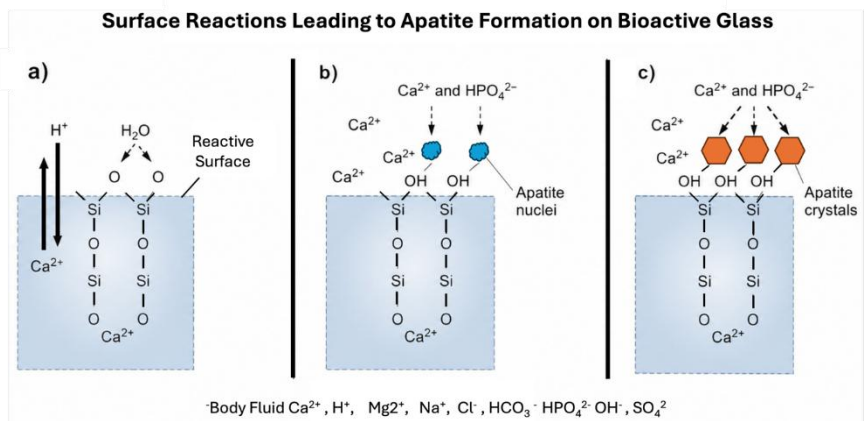 Surface Reactions Leading to Apatite Formation on Bioactive Glass
a)
H⁺
H₂O
Reactive
Surface
O O
Si Si
Ca²⁺
O O
Si Si
O O
Ca²⁺
b)
Ca²⁺ and HPO₄²⁻
Ca²⁺
Ca²⁺
Ca²⁺
OH OH
Apatite
nuclei
Si Si
O O
Si Si
O O
Ca²⁺
c)
Ca²⁺ and HPO₄²⁻
Ca²⁺
Ca²⁺
OH OH OH
Apatite
crystals
Si Si
O O
Si Si
O O
Ca²⁺
⁻Body Fluid Ca²⁺ , H⁺, Mg2⁺, Na⁺, Cl⁻, HCO₃ ⁻ HPO₄²⁻ OH⁻, SO₄²